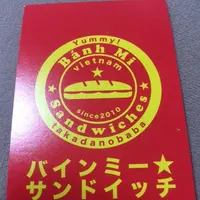 Yummy!
Bánh Mì
Vietnam
since2010
Sandwiches
takadanobaba
バインミー★
サンドイッチ